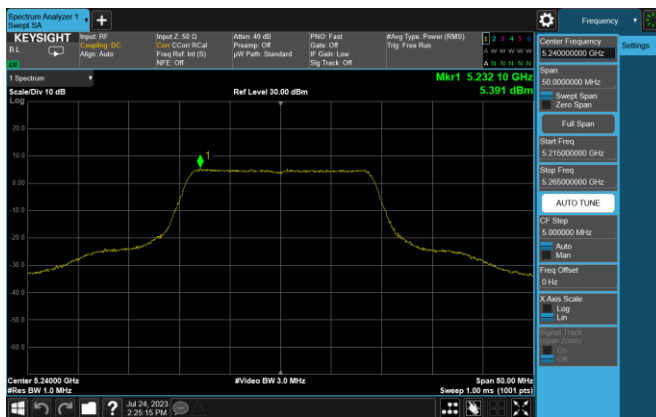 Spectrum Analyzer 1
Swept SA
+
Frequency
KEYSIGHT
RL
Input: RF
Coupling: DC
Align: Auto
Input Z: 50 Ω
Corr CCorr RCal
Freq Ref: Int (S)
NFE: Off
Atten: 40 dB
Preamp: Off
µW Path: Standard
PNO: Fast
Gate: Off
IF Gain: Low
Sig Track: Off
#Avg Type: Power (RMS)
Trig: Free Run
1 2 3 4 5 6
A W W W W W
A N N N N N
1 Spectrum
Scale/Div 10 dB
Ref Level 30.00 dBm
Mkr1 5.232 10 GHz
5.391 dBm
Log
1
20.0
10.0
0.00
-10.0
-20.0
-30.0
-40.0
-50.0
-60.0
Center 5.24000 GHz
#Res BW 1.0 MHz
#Video BW 3.0 MHz
Span 50.00 MHz
Sweep 1.00 ms (1001 pts)
Center Frequency
5.240000000 GHz
Settings
Span
50.0000000 MHz
Swept Span
Zero Span
Full Span
Start Freq
5.215000000 GHz
Stop Freq
5.265000000 GHz
AUTO TUNE
CF Step
5.000000 MHz
Auto
Man
Freq Offset
0 Hz
X Axis Scale
Log
Lin
Signal Track
(Span Zoom)
On
Off
?
Jul 24, 2023
2:25:15 PM